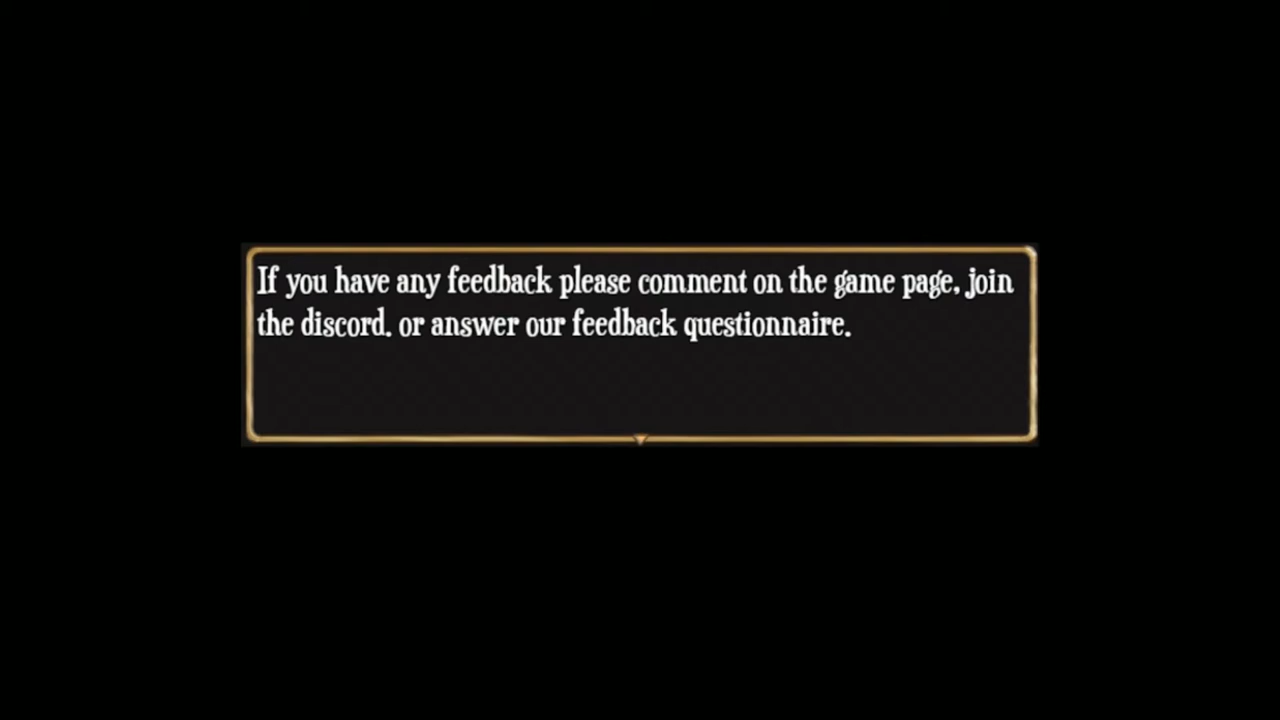 If you have any feedback please comment on the game page, join
the discord. or answer our feedback questionnaire.